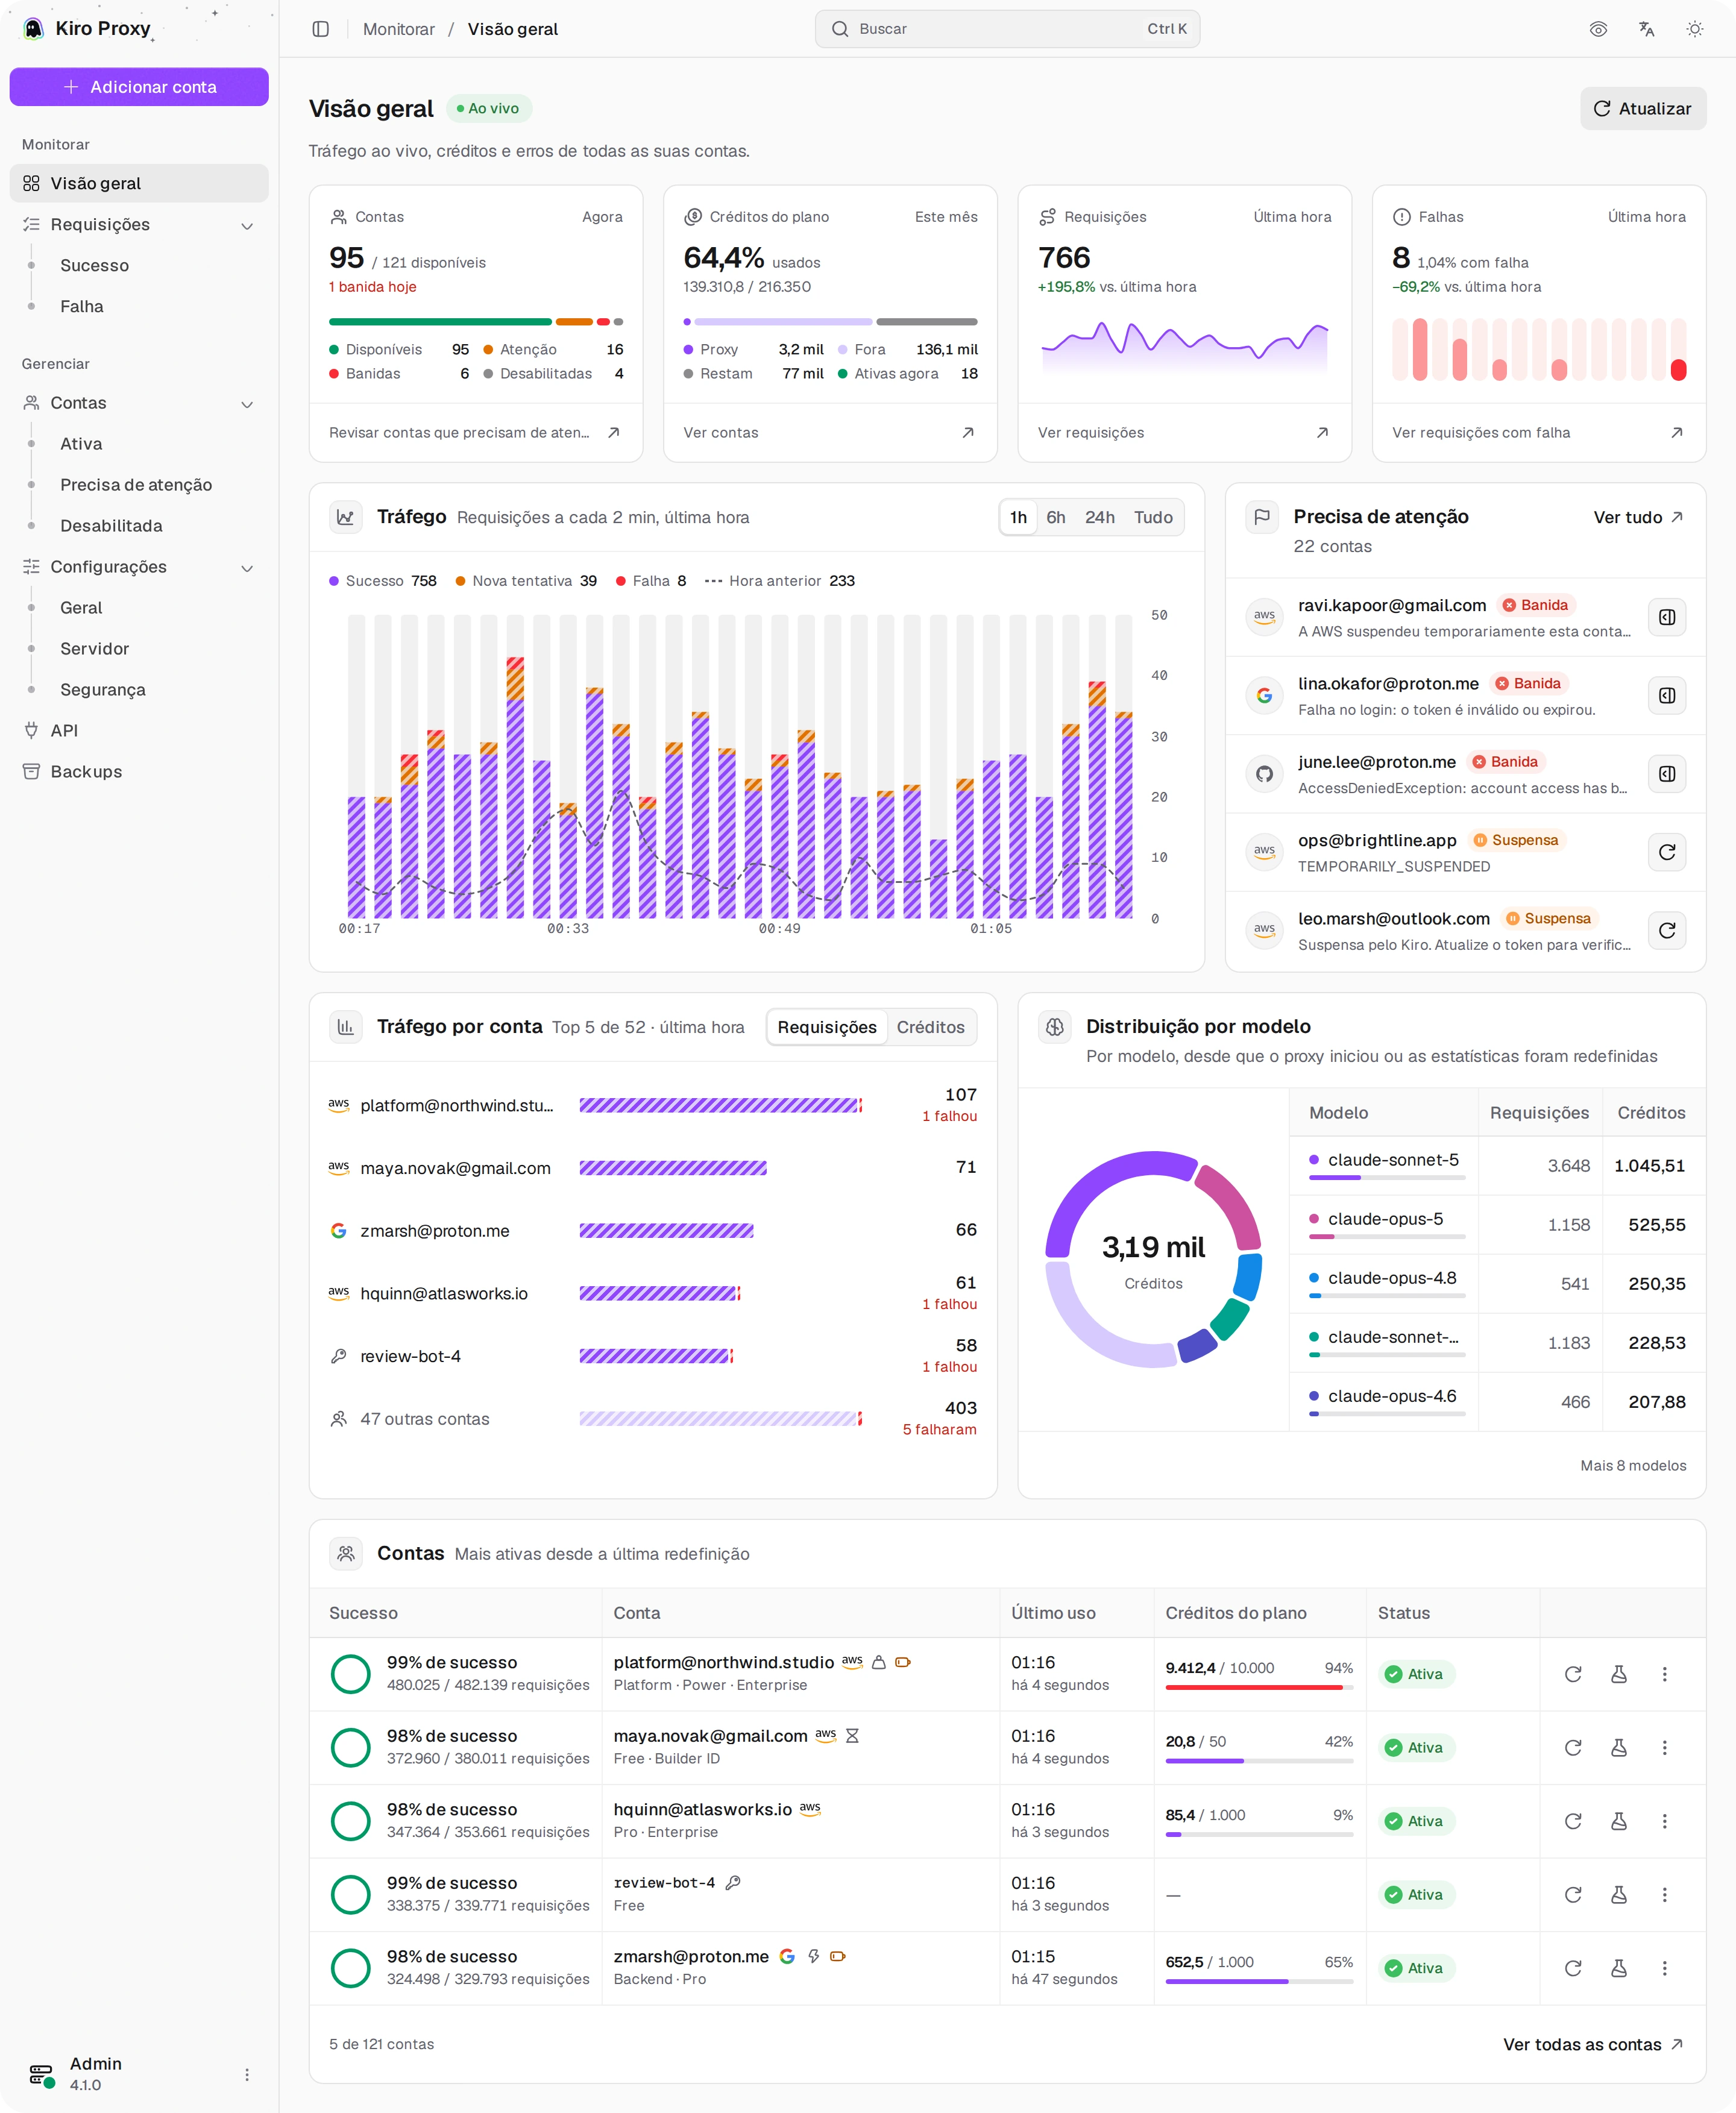 Kiro Proxy
Adicionar conta
Monitorar
Visão geral
Requisições
Sucesso
Falha
Gerenciar
Contas
Ativa
Precisa de atenção
Desabilitada
Configurações
Geral
Servidor
Segurança
API
Backups
Admin
4.1.0
Monitorar / Visão geral
Buscar Ctrl K
Visão geral Ao vivo
Atualizar
Tráfego ao vivo, créditos e erros de todas as suas contas.
Contas Agora
95 / 121 disponíveis
1 banida hoje
Disponíveis 95 Atenção 16
Banidas 6 Desabilitadas 4
Revisar contas que precisam de aten...
Créditos do plano Este mês
64,4% usados
139.310,8 / 216.350
Proxy 3,2 mil Fora 136,1 mil
Restam 77 mil Ativas agora 18
Ver contas
Requisições Última hora
766
+195,8% vs. última hora
Ver requisições
Falhas Última hora
8 1,04% com falha
−69,2% vs. última hora
Ver requisições com falha
Tráfego Requisições a cada 2 min, última hora
1h 6h 24h Tudo
Sucesso 758 Nova tentativa 39 Falha 8 Hora anterior 233
50
40
30
20
10
0
00:17 00:33 00:49 01:05
Precisa de atenção Ver tudo
22 contas
aws ravi.kapoor@gmail.com Banida
A AWS suspendeu temporariamente esta conta...
lina.okafor@proton.me Banida
Falha no login: o token é inválido ou expirou.
june.lee@proton.me Banida
AccessDeniedException: account access has b...
aws ops@brightline.app Suspensa
TEMPORARILY_SUSPENDED
aws leo.marsh@outlook.com Suspensa
Suspensa pelo Kiro. Atualize o token para verific...
Tráfego por conta Top 5 de 52 · última hora
Requisições Créditos
aws platform@northwind.stu... 107
1 falhou
aws maya.novak@gmail.com 71
zmarsh@proton.me 66
aws hquinn@atlasworks.io 61
1 falhou
review-bot-4 58
1 falhou
47 outras contas 403
5 falharam
Distribuição por modelo
Por modelo, desde que o proxy iniciou ou as estatísticas foram redefinidas
3,19 mil
Créditos
Modelo Requisições Créditos
claude-sonnet-5 3.648 1.045,51
claude-opus-5 1.158 525,55
claude-opus-4.8 541 250,35
claude-sonnet-... 1.183 228,53
claude-opus-4.6 466 207,88
Mais 8 modelos
Contas Mais ativas desde a última redefinição
Sucesso Conta Último uso Créditos do plano Status
99% de sucesso platform@northwind.studio aws 01:16 9.412,4 / 10.000 94% Ativa
480.025 / 482.139 requisições Platform · Power · Enterprise há 4 segundos
98% de sucesso maya.novak@gmail.com aws 01:16 20,8 / 50 42% Ativa
372.960 / 380.011 requisições Free · Builder ID há 4 segundos
98% de sucesso hquinn@atlasworks.io aws 01:16 85,4 / 1.000 9% Ativa
347.364 / 353.661 requisições Pro · Enterprise há 3 segundos
99% de sucesso review-bot-4 01:16 — Ativa
338.375 / 339.771 requisições Free há 3 segundos
98% de sucesso zmarsh@proton.me 01:15 652,5 / 1.000 65% Ativa
324.498 / 329.793 requisições Backend · Pro há 47 segundos
5 de 121 contas Ver todas as contas